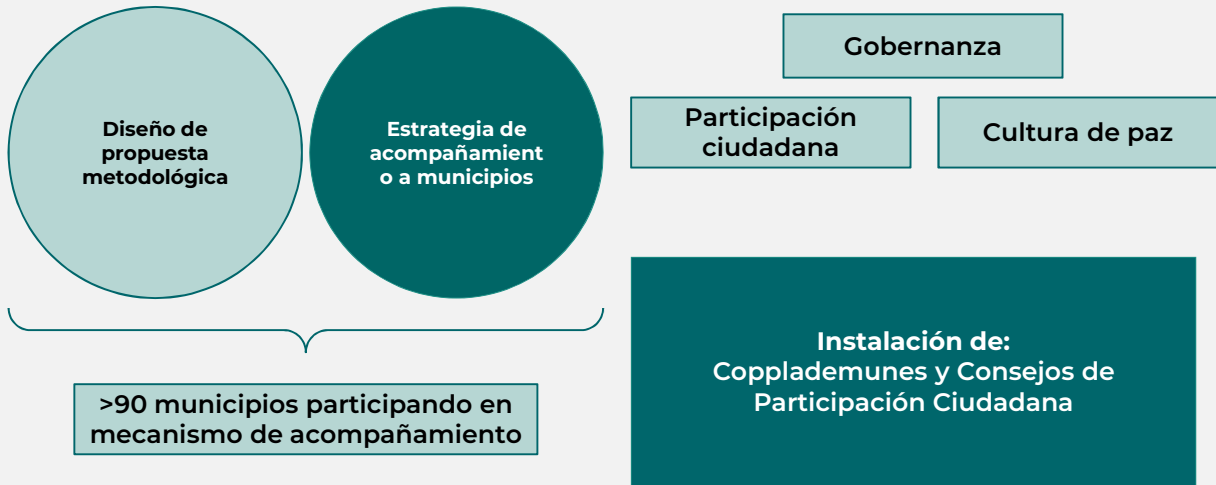 Diseño de
propuesta
metodológica
Estrategia de
acompañamient
o a municipios
>90 municipios participando en
mecanismo de acompañamiento
Gobernanza
Participación
ciudadana
Cultura de paz
Instalación de:
Copplademunes y Consejos de
Participación Ciudadana